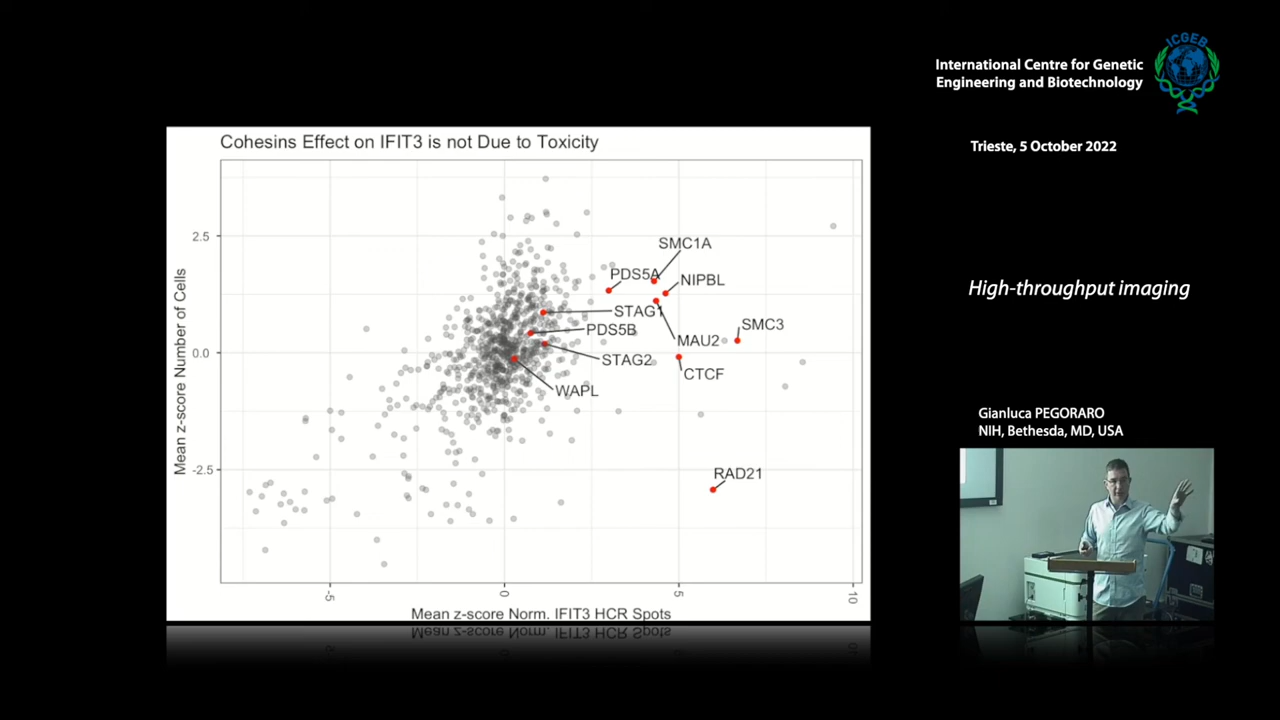 ICGEB
International Centre for Genetic
Engineering and Biotechnology
Trieste, 5 October 2022
Cohesins Effect on IFIT3 is not Due to Toxicity
Mean z-score Number of Cells
2.5
0.0
-2.5
SMC1A
PDS5A
NIPBL
STAG1
SMC3
PDS5B
MAU2
STAG2
CTCF
WAPL
RAD21
-5
0
5
10
Mean z-score Norm. IFIT3 HCR Spots
High-throughput imaging
Gianluca PEGORARO
NIH, Bethesda, MD, USA